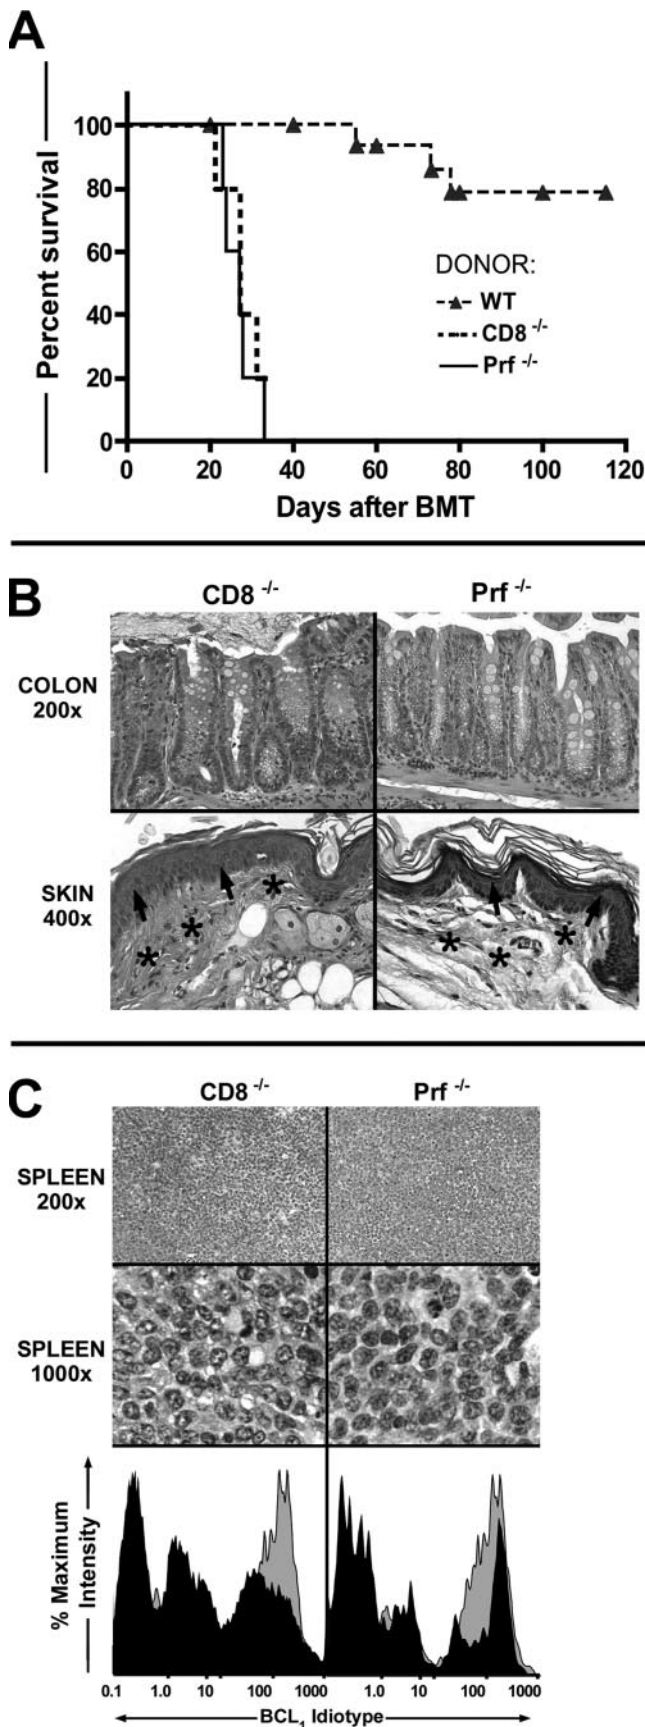 A
Percent survival
100
80
60
40
20
0
0 20 40 60 80 100 120
Days after BMT
DONOR:
WT
CD8 -/-
Prf -/-
B
CD8 -/- Prf -/-
COLON
200x
SKIN
400x
* * *
* * *
C
CD8 -/- Prf -/-
SPLEEN
200x
SPLEEN
1000x
% Maximum
Intensity
0.1 1.0 10 100 1000 1.0 10 100 1000
BCL₁ Idiotype